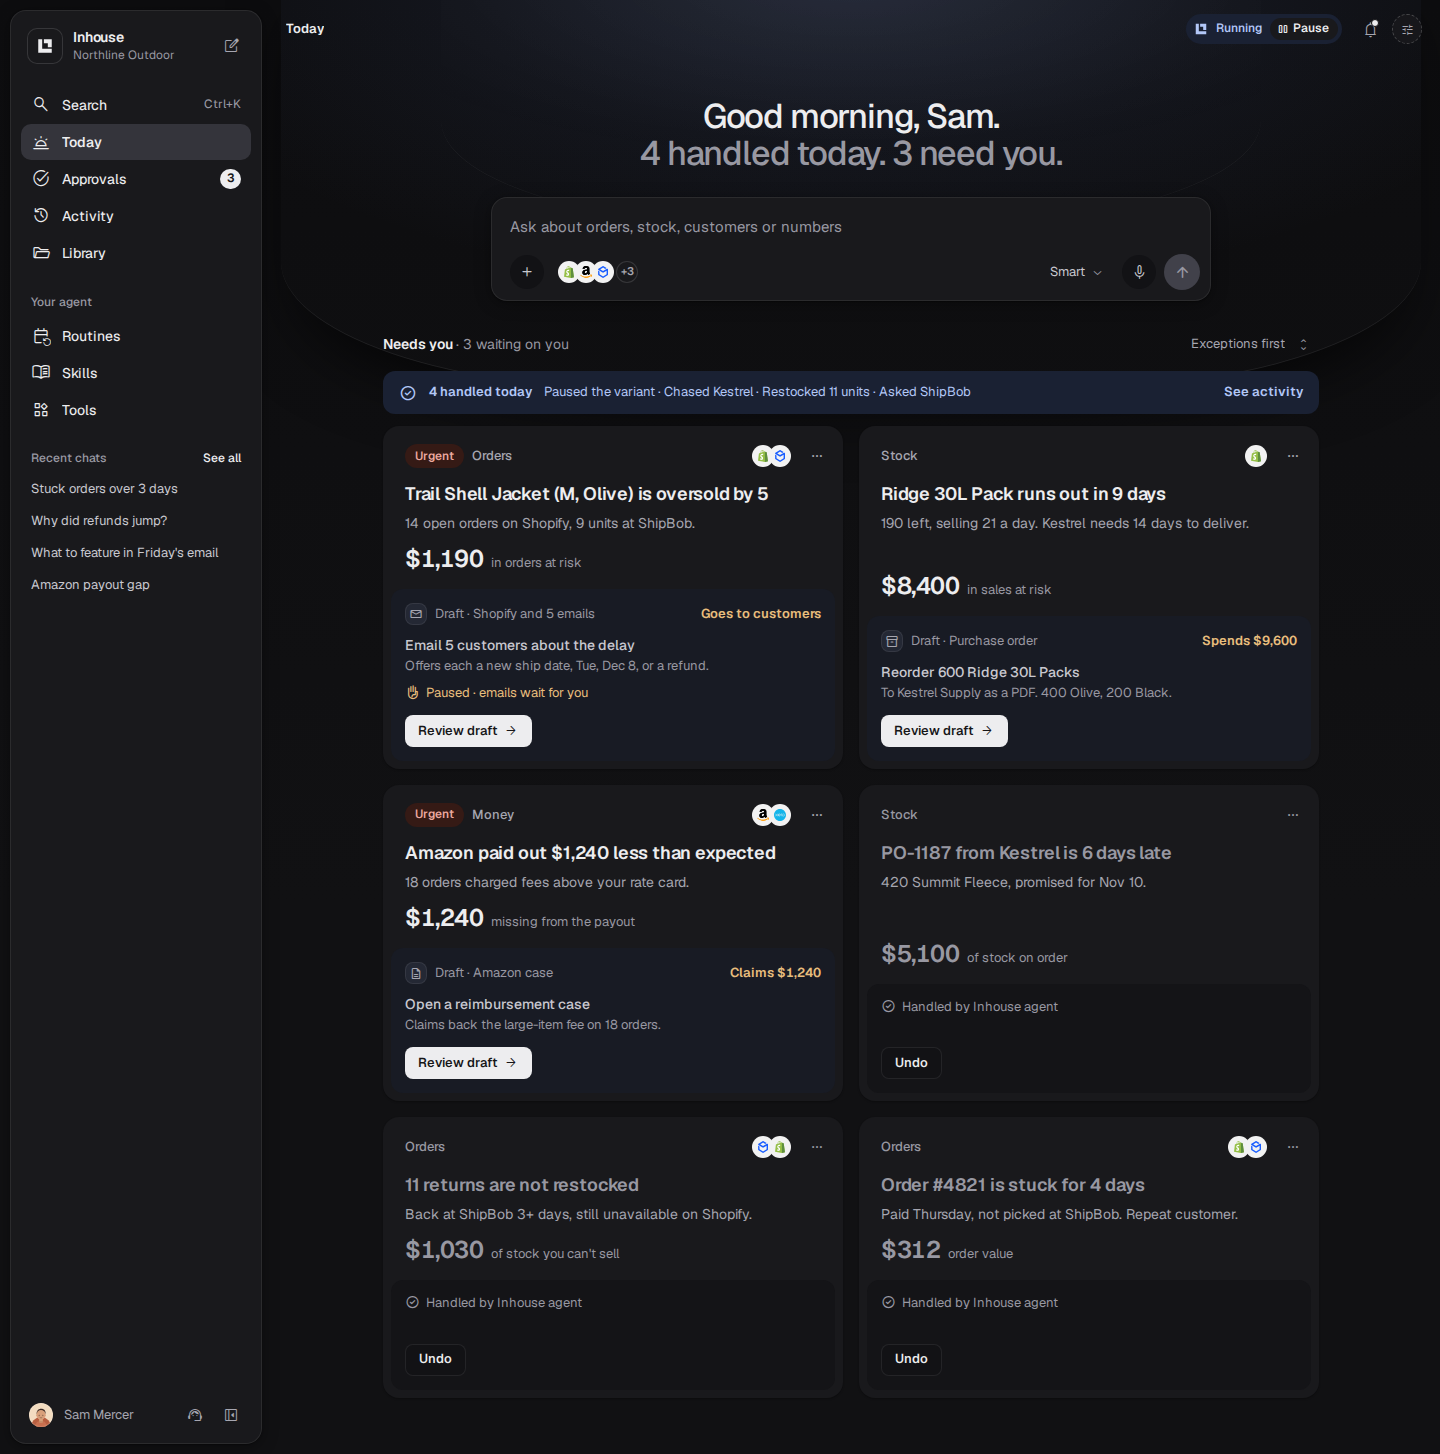 Inhouse
Northline Outdoor
Search Ctrl+K
Today
Approvals 3
Activity
Library
Your agent
Routines
Skills
Tools
Recent chats See all
Stuck orders over 3 days
Why did refunds jump?
What to feature in Friday's email
Amazon payout gap
Sam Mercer
Today
Running Pause
Good morning, Sam.
4 handled today. 3 need you.
Ask about orders, stock, customers or numbers
+3 Smart
Needs you · 3 waiting on you Exceptions first
4 handled today Paused the variant · Chased Kestrel · Restocked 11 units · Asked ShipBob See activity
Urgent Orders
Trail Shell Jacket (M, Olive) is oversold by 5
14 open orders on Shopify, 9 units at ShipBob.
$1,190 in orders at risk
Draft · Shopify and 5 emails Goes to customers
Email 5 customers about the delay
Offers each a new ship date, Tue, Dec 8, or a refund.
Paused · emails wait for you
Review draft
Stock
Ridge 30L Pack runs out in 9 days
190 left, selling 21 a day. Kestrel needs 14 days to deliver.
$8,400 in sales at risk
Draft · Purchase order Spends $9,600
Reorder 600 Ridge 30L Packs
To Kestrel Supply as a PDF. 400 Olive, 200 Black.
Review draft
Urgent Money
Amazon paid out $1,240 less than expected
18 orders charged fees above your rate card.
$1,240 missing from the payout
Draft · Amazon case Claims $1,240
Open a reimbursement case
Claims back the large-item fee on 18 orders.
Review draft
Stock
PO-1187 from Kestrel is 6 days late
420 Summit Fleece, promised for Nov 10.
$5,100 of stock on order
Handled by Inhouse agent
Undo
Orders
11 returns are not restocked
Back at ShipBob 3+ days, still unavailable on Shopify.
$1,030 of stock you can't sell
Handled by Inhouse agent
Undo
Orders
Order #4821 is stuck for 4 days
Paid Thursday, not picked at ShipBob. Repeat customer.
$312 order value
Handled by Inhouse agent
Undo